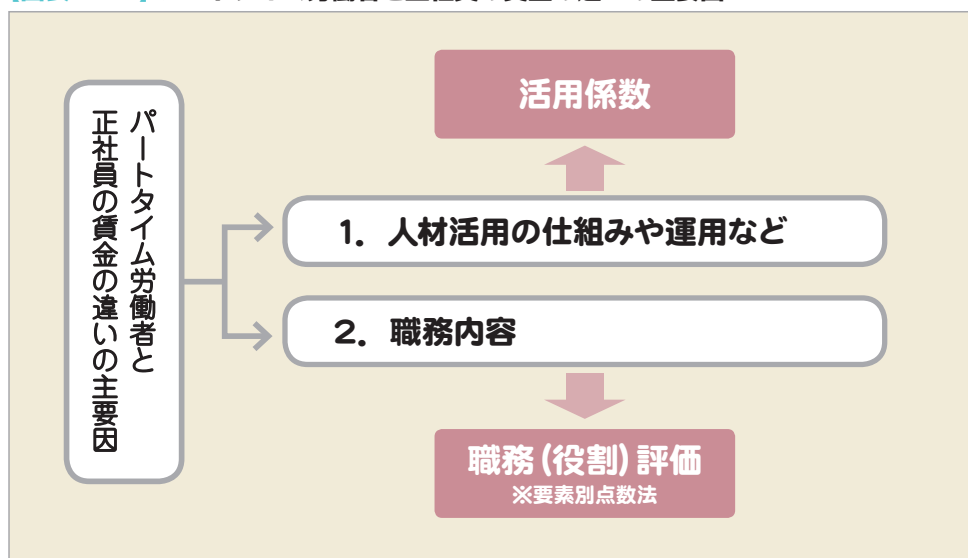 パートタイム労働者と
正社員の賃金の違いの主要因
活用係数
1. 人材活用の仕組みや運用など
2. 職務内容
職務（役割）評価
※要素別点数法